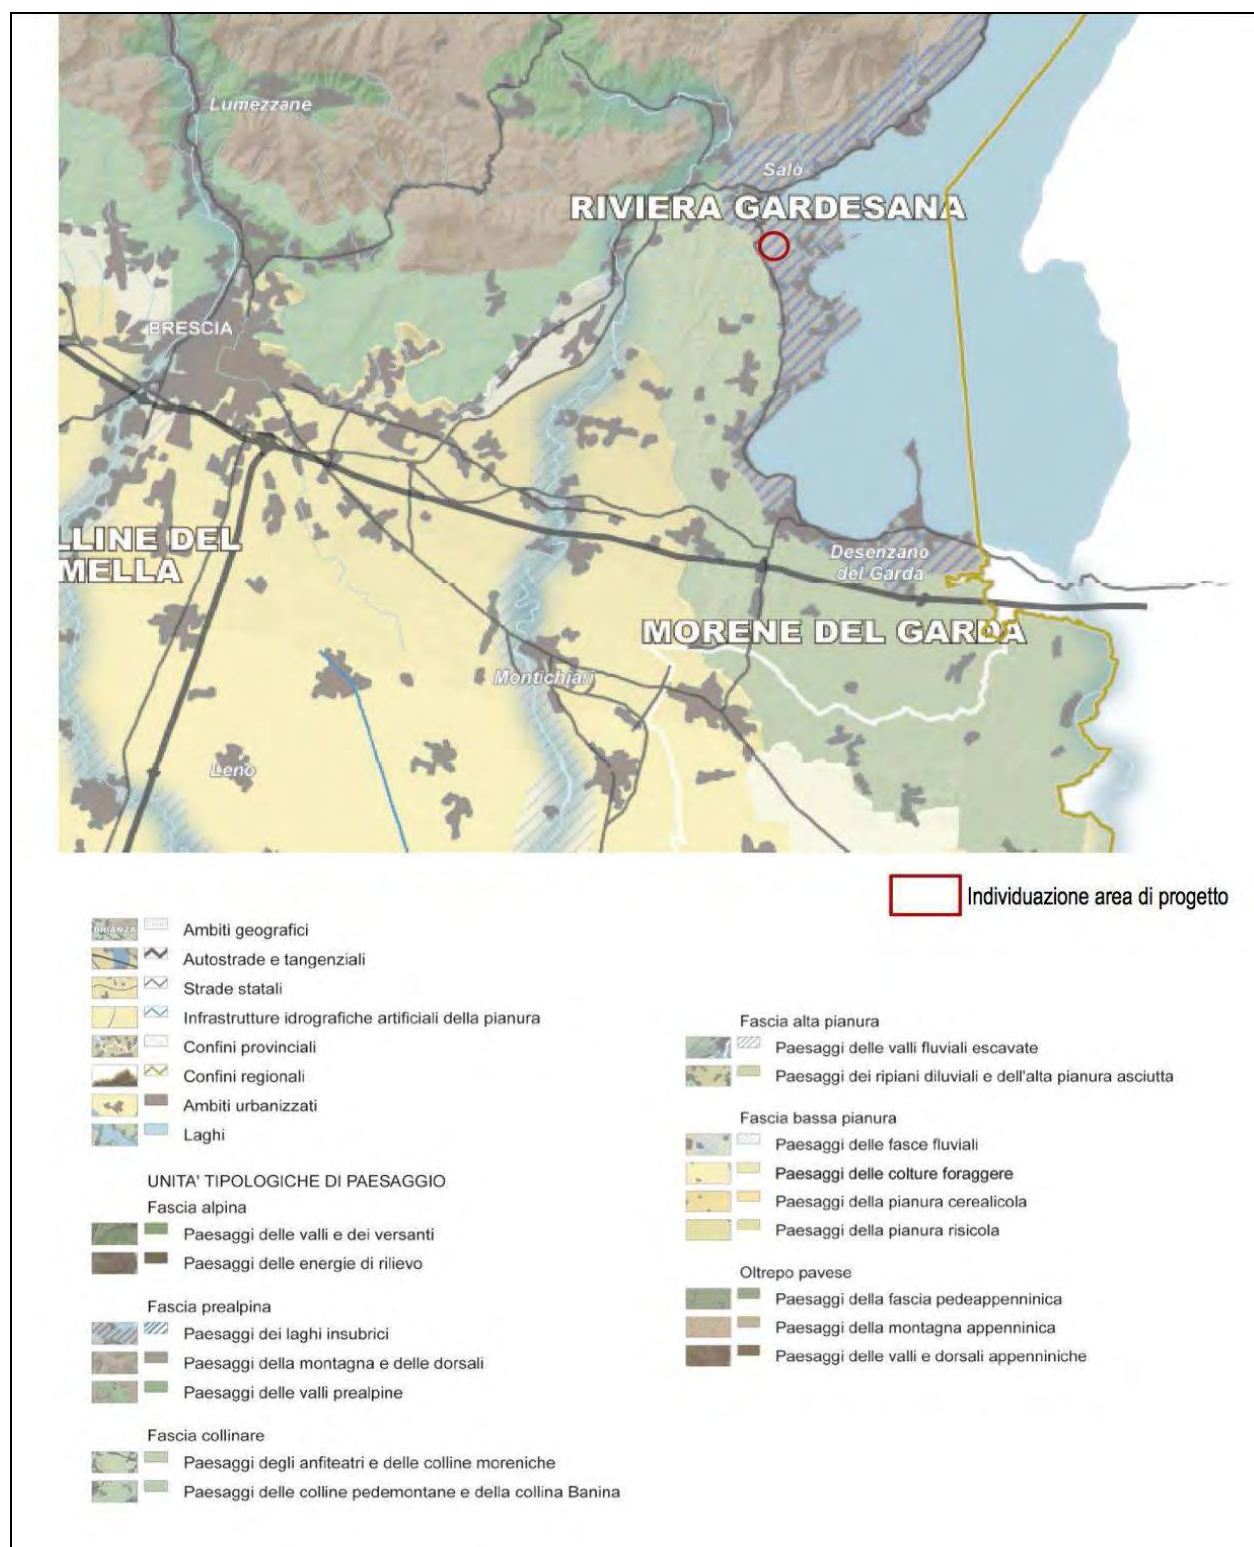 Lumezzane
Salò
RIVIERA GARDESANA
BRESCIA
LLINE DEL
MELLA
Desenzano
del Garda
MORENE DEL GARDA
Montichiari
Leno
Individuazione area di progetto
BRIANZA
Ambiti geografici
Autostrade e tangenziali
Strade statali
Infrastrutture idrografiche artificiali della pianura
Confini provinciali
Confini regionali
Ambiti urbanizzati
Laghi
UNITA' TIPOLOGICHE DI PAESAGGIO
Fascia alpina
Paesaggi delle valli e dei versanti
Paesaggi delle energie di rilievo
Fascia prealpina
Paesaggi dei laghi insubrici
Paesaggi della montagna e delle dorsali
Paesaggi delle valli prealpine
Fascia collinare
Paesaggi degli anfiteatri e delle colline moreniche
Paesaggi delle colline pedemontane e della collina Banina
Fascia alta pianura
Paesaggi delle valli fluviali escavate
Paesaggi dei ripiani diluviali e dell'alta pianura asciutta
Fascia bassa pianura
Paesaggi delle fasce fluviali
Paesaggi delle colture foraggere
Paesaggi della pianura cerealicola
Paesaggi della pianura risicola
Oltrepo pavese
Paesaggi della fascia pedeappenninica
Paesaggi della montagna appenninica
Paesaggi delle valli e dorsali appenniniche